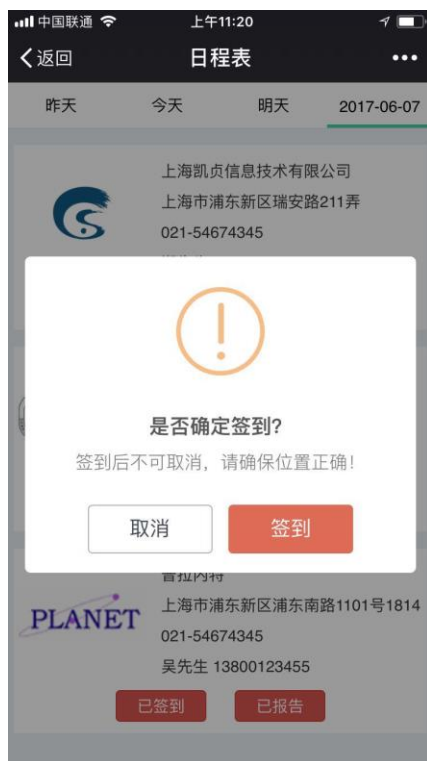 中国联通
上午11:20
返回
日程表
昨天
今天
明天
2017-06-07
上海凯贞信息技术有限公司
上海市浦东新区瑞安路211弄
021-54674345
是否确定签到?
签到后不可取消，请确保位置正确！
取消
签到
普拉内特
PLANET
上海市浦东新区浦东南路1101号1814
021-54674345
吴先生 13800123455
已签到
已报告